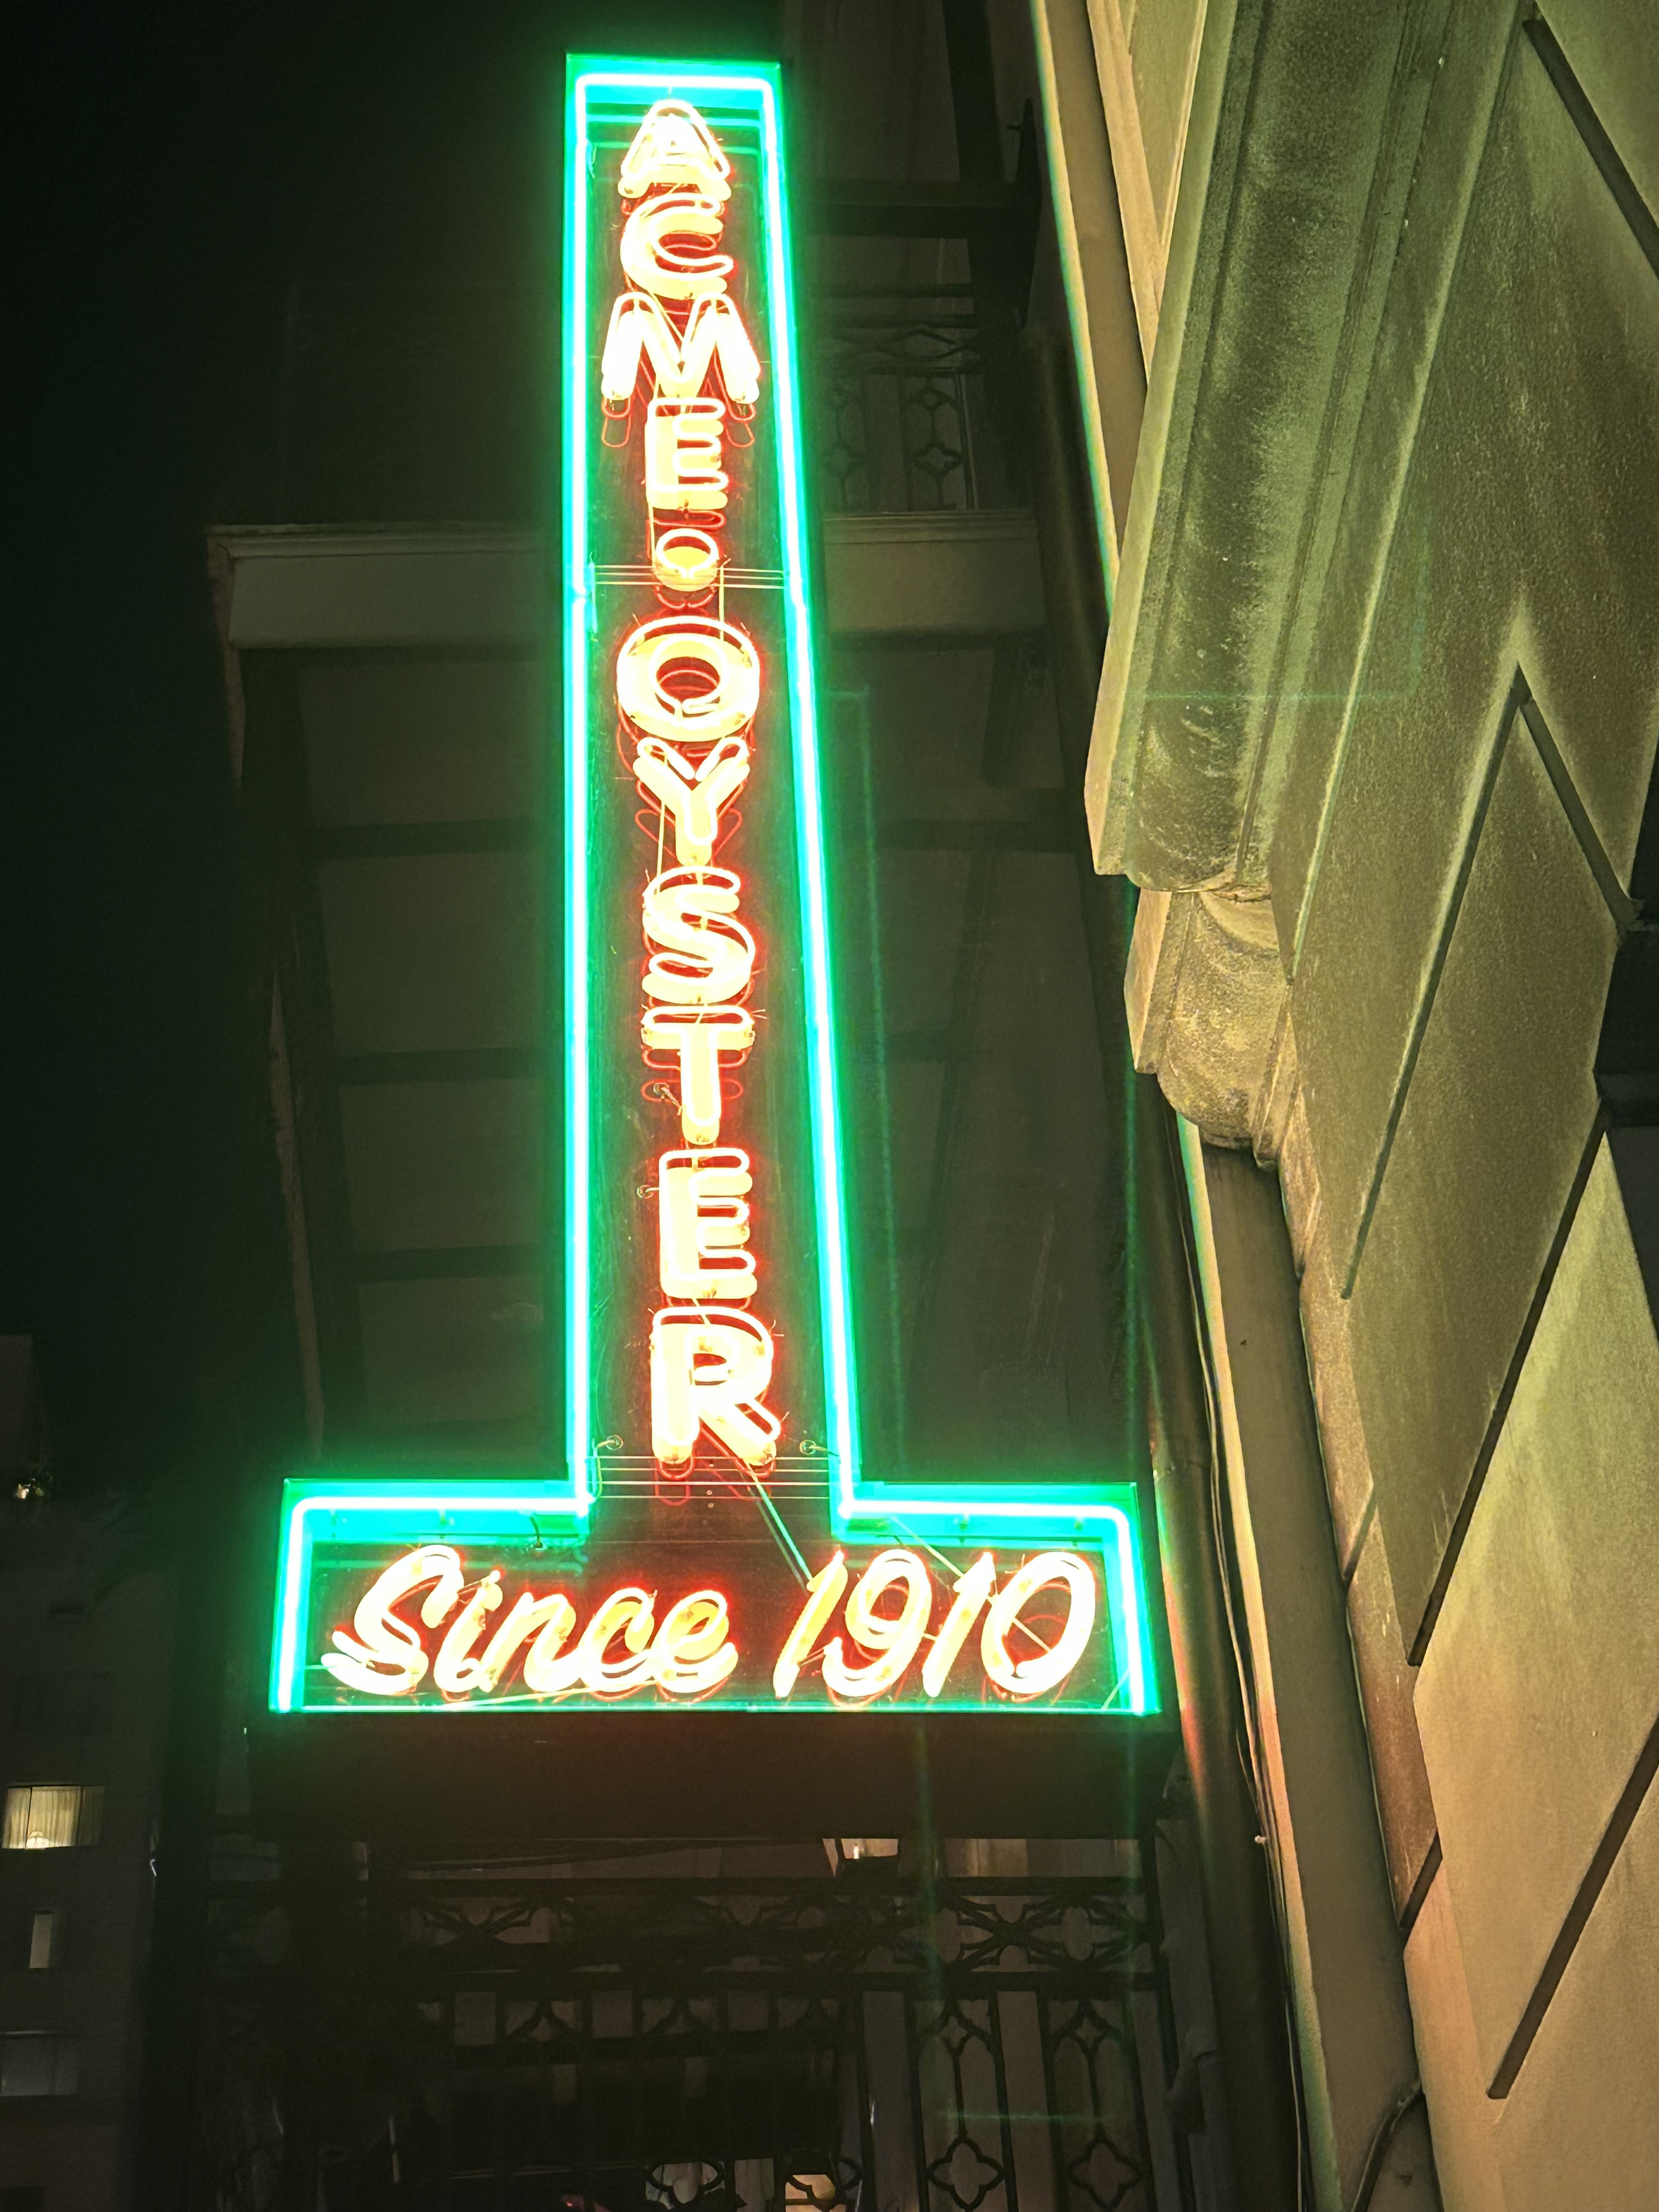 ACME • OYSTER
Since 1910